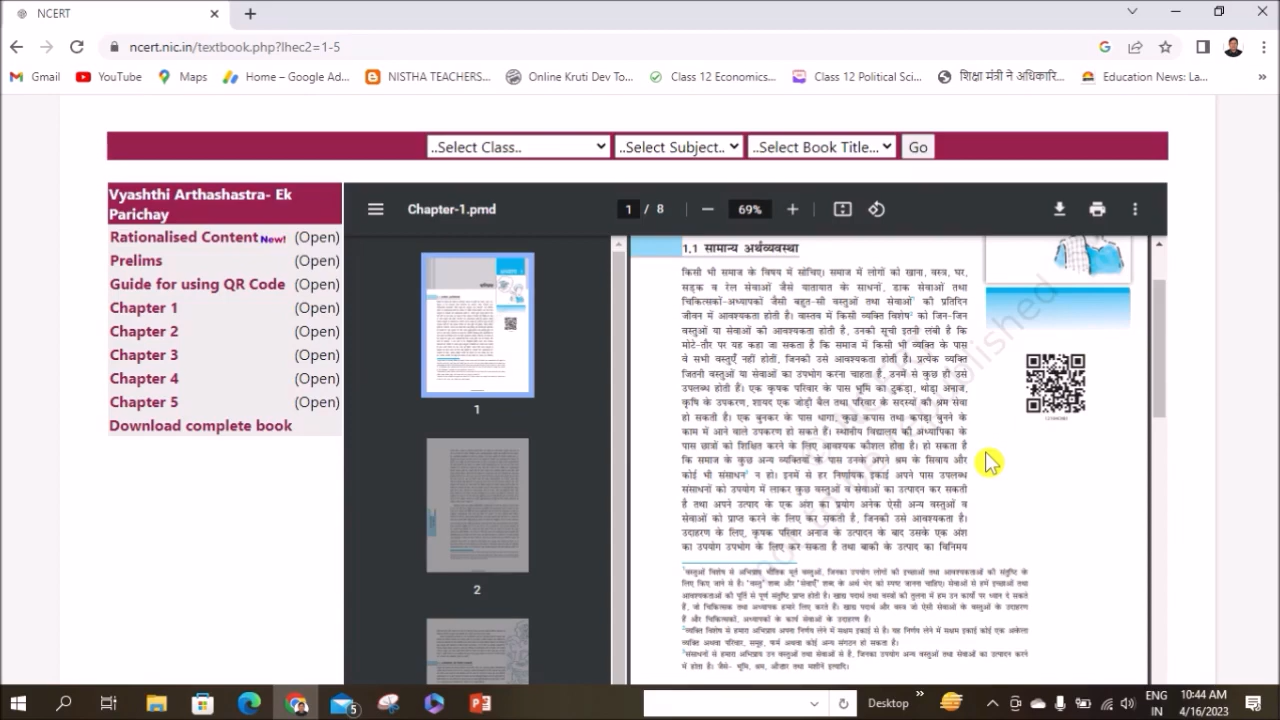 NCERT
ncert.nic.in/textbook.php?lhec2=1-5
Gmail
YouTube
Maps
Home – Google Ad...
NISTHA TEACHERS'...
Online Kruti Dev To...
Class 12 Economics...
Class 12 Political Sci...
शिक्षा मंत्री ने अधिकारि...
Education News: La...
..Select Class..
..Select Subject..
..Select Book Title...
Go
Vyashthi Arthashastra- Ek
Parichay
Rationalised Content New! (Open)
Prelims (Open)
Guide for using QR Code (Open)
Chapter 1 (Open)
Chapter 2 (Open)
Chapter 3 (Open)
Chapter 4 (Open)
Chapter 5 (Open)
Download complete book
Chapter-1.pmd
1 / 8
69%
1
2
1.1 सामान्य अर्थव्यवस्था
किसी भी समाज के विषय में सोचिए। समाज में लोगों को खाना, वस्त्र, घर,
सड़क व रेल सेवाओं जैसे यातायात के साधनों, डाक सेवाओं तथा
चिकित्सकों-अध्यापकों जैसी बहुत-सी वस्तुओं तथा सेवाओं की प्रतिदिन
जीवन में आवश्यकता होती है। वास्तव में किसी व्यक्ति विशेष को जिन-जिन
वस्तुओं या सेवाओं की आवश्यकता होती है, उनकी सूची इतनी लंबी है कि
मोटे-तौर पर यह कहा जा सकता है कि समाज में किसी भी व्यक्ति के पास
वे सभी वस्तुएँ नहीं होतीं, जिनकी उसे आवश्यकता होती है। प्रत्येक व्यक्ति
जितनी वस्तुओं या सेवाओं का उपभोग करना चाहता है, उनमें से कुछ ही उसे
उपलब्ध होती हैं। एक कृषक परिवार के पास भूमि का टुकड़ा, थोड़ा अनाज,
कृषि के उपकरण, शायद एक जोड़ी बैल तथा परिवार के सदस्यों की श्रम सेवा
हो सकती है। एक बुनकर के पास धागा, कुछ कपास तथा कपड़ा बुनने के
काम में आने वाले उपकरण हो सकते हैं। स्थानीय विद्यालय की अध्यापिका के
पास छात्रों को शिक्षित करने के लिए आवश्यक कौशल होता है। हो सकता है
कि समाज के कुछ अन्य व्यक्तियों के पास उनके अपने श्रम के सिवाय और
कोई भी संसाधन न हो। इनमें से हर निर्णायक इकाई अपने पास उपलब्ध
संसाधनों को उपयोग में लाकर कुछ वस्तुओं व सेवाओं का उत्पादन कर सकती
है तथा अपने उत्पाद के एक अंश का प्रयोग अनेक ऐसी अन्य वस्तुओं व
सेवाओं को प्राप्त करने के लिए कर सकती है, जिनकी उसे आवश्यकता है।
उदाहरण के लिए, कृषक परिवार अनाज के उत्पादन के बाद उसके एक अंश
का उपयोग उपभोग के लिए कर सकता है तथा बाकी के उत्पाद का विनिमय
Desktop
ENG
IN
10:44 AM
4/16/2023
5